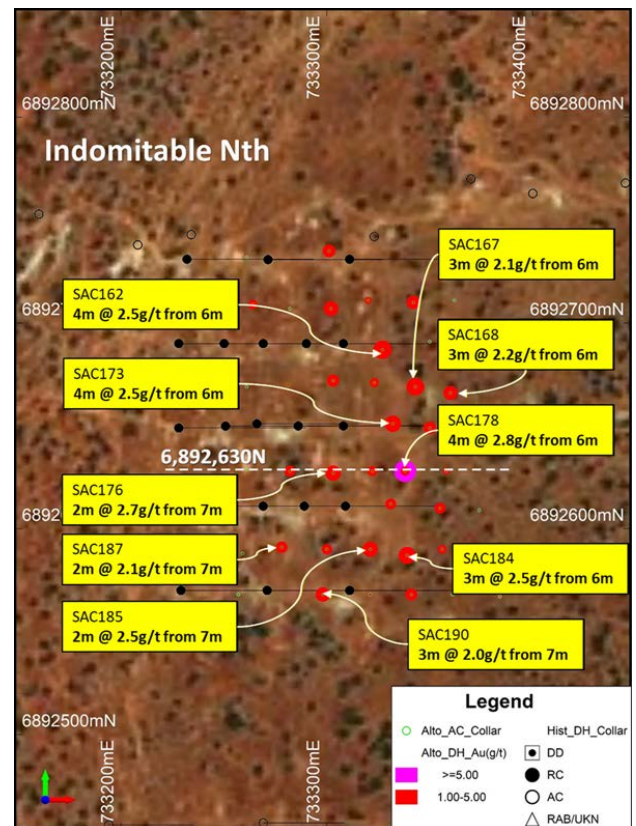 733200mE
733300mE
733400mE
6892800mN
6892800mN
Indomitable Nth
SAC167
3m @ 2.1g/t from 6m
SAC162
4m @ 2.5g/t from 6m
6892700mN
SAC168
3m @ 2.2g/t from 6m
SAC173
4m @ 2.5g/t from 6m
SAC178
4m @ 2.8g/t from 6m
6,892,630N
SAC176
2m @ 2.7g/t from 7m
6892600mN
SAC187
2m @ 2.1g/t from 7m
SAC184
3m @ 2.5g/t from 6m
SAC185
2m @ 2.5g/t from 7m
SAC190
3m @ 2.0g/t from 7m
6892500mN
733200mE
733300mE
Legend
Alto_AC_Collar
Hist_DH_Collar
Alto_DH_Au(g/t)
DD
>=5.00
RC
1.00-5.00
AC
RAB/UKN